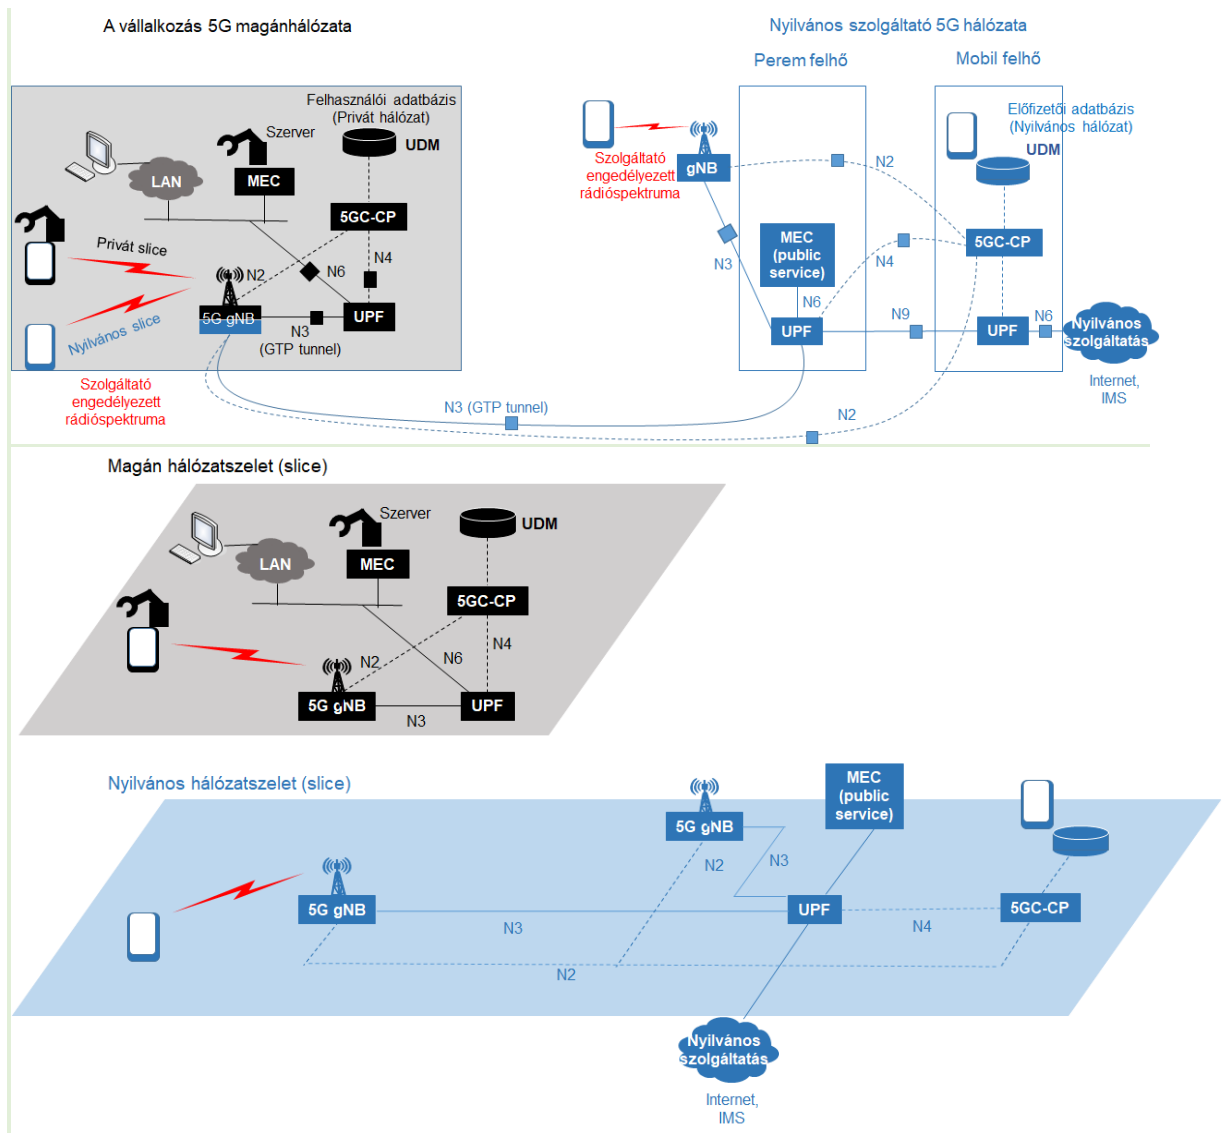 A vállalkozás 5G magánhálózata
Nyilvános szolgáltató 5G hálózata
Perem felhő
Mobil felhő
Felhasználói adatbázis
(Privát hálózat)
UDM
Szerver
MEC
LAN
5GC-CP
Privát slice
N2
N6
N4
5G gNB
UPF
N3
(GTP tunnel)
Nyilvános slice
Szolgáltató
engedélyezett
rádióspektruma
Szolgáltató
engedélyezett
rádióspektruma
gNB
N2
Előfizetői adatbázis
(Nyilvános hálózat)
UDM
MEC
(public
service)
5GC-CP
N3
N4
N6
N9
UPF
UPF
N6
Nyilvános
szolgáltatás
Internet,
IMS
N3 (GTP tunnel)
N2
Magán hálózatszelet (slice)
Szerver
UDM
LAN
MEC
5GC-CP
N2
N6
N4
5G gNB
N3
UPF
Nyilvános hálózatszelet (slice)
MEC
(public
service)
5G gNB
N2
N3
5G gNB
N3
UPF
N4
5GC-CP
N2
Nyilvános
szolgáltatás
Internet,
IMS